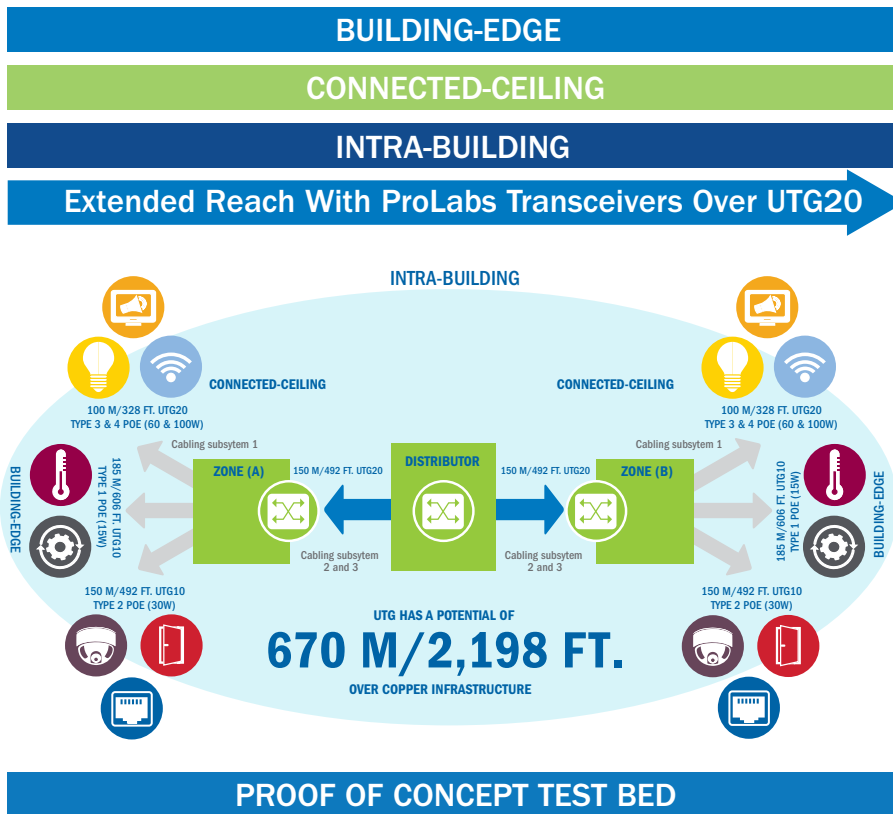 BUILDING-EDGE
CONNECTED-CEILING
INTRA-BUILDING
Extended Reach With ProLabs Transceivers Over UTG20
INTRA-BUILDING
CONNECTED-CEILING
100 M/328 FT. UTG20
TYPE 3 & 4 POE (60 & 100W)
Cabling subsytem 1
BUILDING-EDGE
185 M/606 FT. UTG10
TYPE 1 POE (15W)
150 M/492 FT. UTG10
TYPE 2 POE (30W)
ZONE (A)
150 M/492 FT. UTG20
Cabling subsytem
2 and 3
DISTRIBUTOR
150 M/492 FT. UTG20
Cabling subsytem
2 and 3
ZONE (B)
CONNECTED-CEILING
100 M/328 FT. UTG20
TYPE 3 & 4 POE (60 & 100W)
Cabling subsytem 1
185 M/606 FT. UTG10
TYPE 1 POE (15W)
BUILDING-EDGE
150 M/492 FT. UTG10
TYPE 2 POE (30W)
UTG HAS A POTENTIAL OF
670 M/2,198 FT.
OVER COPPER INFRASTRUCTURE
PROOF OF CONCEPT TEST BED